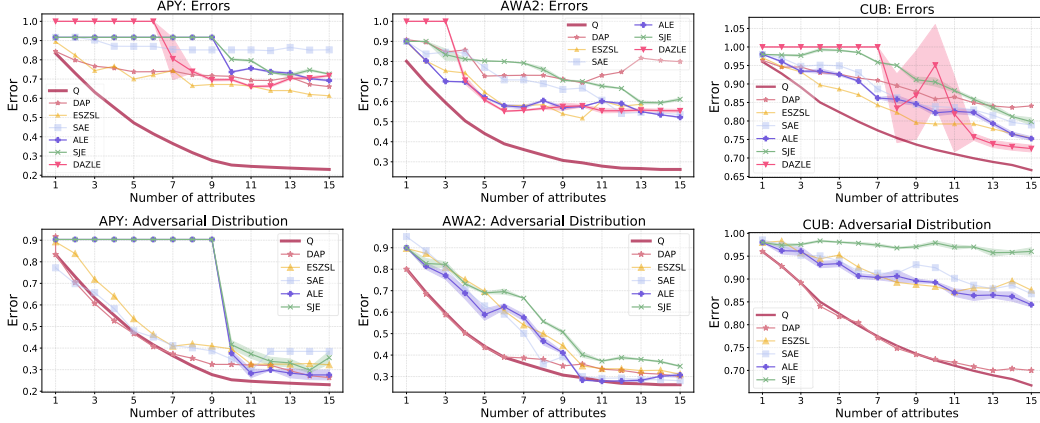 APY: Errors
1.0
0.9
0.8
0.7
0.6
0.5
0.4
0.3
0.2
Error
Q
DAP
ESZSL
SAE
ALE
SJE
DAZLE
1 3 5 7 9 11 13 15
Number of attributes
AWA2: Errors
1.0
0.9
0.8
0.7
0.6
0.5
0.4
0.3
Error
Q
DAP
ESZSL
SAE
ALE
SJE
DAZLE
1 3 5 7 9 11 13 15
Number of attributes
CUB: Errors
1.05
1.00
0.95
0.90
0.85
0.80
0.75
0.70
0.65
Error
Q
DAP
ESZSL
SAE
ALE
SJE
DAZLE
1 3 5 7 9 11 13 15
Number of attributes
APY: Adversarial Distribution
0.9
0.8
0.7
0.6
0.5
0.4
0.3
0.2
Error
Q
DAP
ESZSL
SAE
ALE
SJE
1 3 5 7 9 11 13 15
Number of attributes
AWA2: Adversarial Distribution
0.9
0.8
0.7
0.6
0.5
0.4
0.3
Error
Q
DAP
ESZSL
SAE
ALE
SJE
1 3 5 7 9 11 13 15
Number of attributes
CUB: Adversarial Distribution
1.00
0.95
0.90
0.85
0.80
0.75
0.70
Error
Q
DAP
ESZSL
SAE
ALE
SJE
1 3 5 7 9 11 13 15
Number of attributes